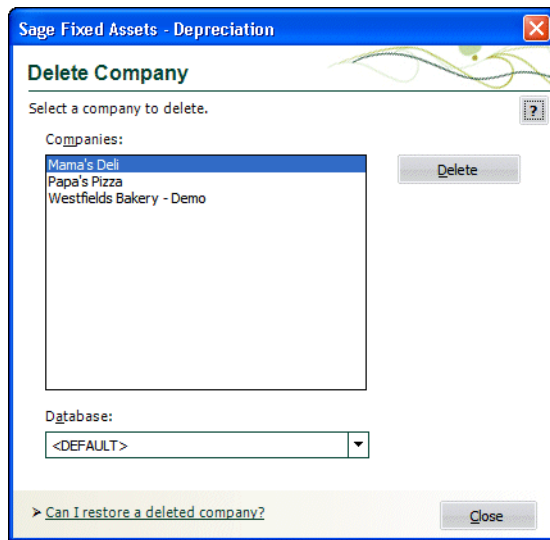 Sage Fixed Assets - Depreciation
Delete Company
Select a company to delete.
?
Companies:
Mama's Deli
Delete
Papa's Pizza
Westfields Bakery - Demo
Database:
<DEFAULT>
➤ Can I restore a deleted company?
Close